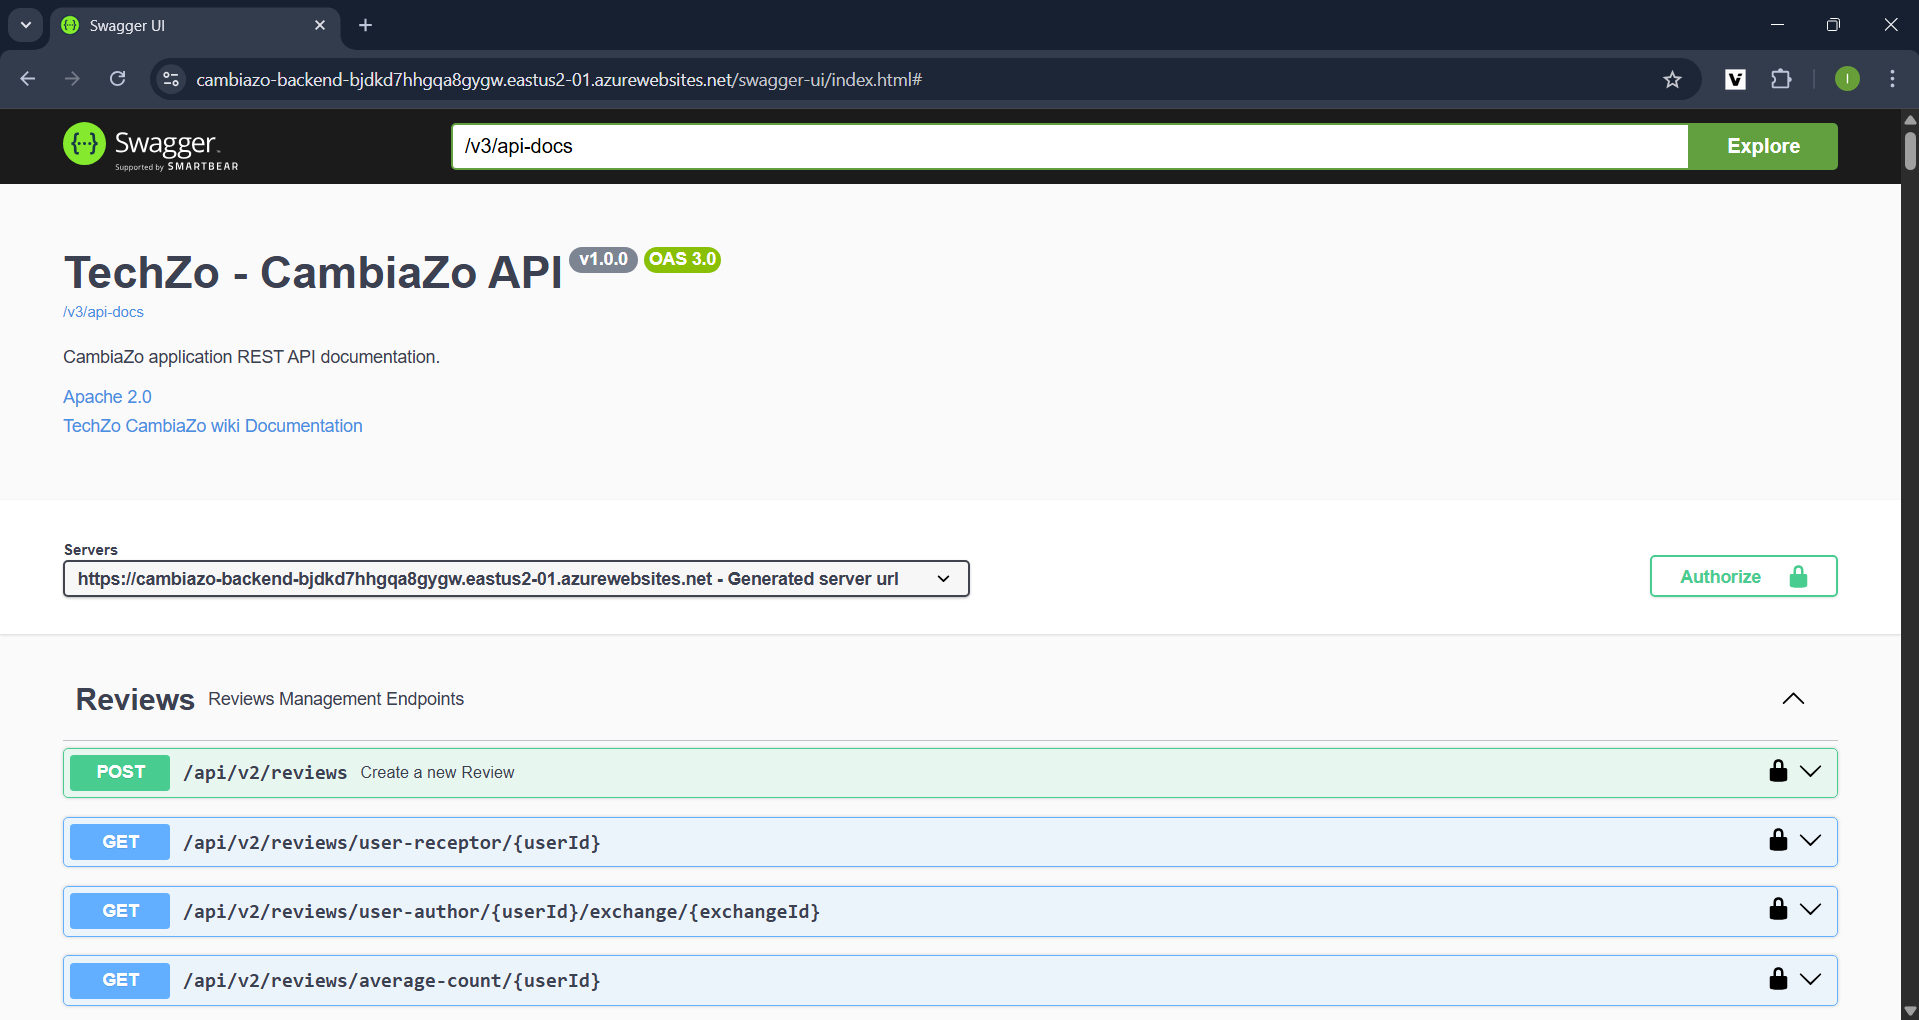 Swagger UI
cambiazo-backend-bjdkd7hhgqa8gygw.eastus2-01.azurewebsites.net/swagger-ui/index.html#
I
Swagger
Supported by SMARTBEAR
/v3/api-docs
Explore
TechZo - CambiaZo API v1.0.0 OAS 3.0
/v3/api-docs
CambiaZo application REST API documentation.
Apache 2.0
TechZo CambiaZo wiki Documentation
Servers
https://cambiazo-backend-bjdkd7hhgqa8gygw.eastus2-01.azurewebsites.net - Generated server url
Authorize
Reviews Reviews Management Endpoints
POST /api/v2/reviews Create a new Review
GET /api/v2/reviews/user-receptor/{userId}
GET /api/v2/reviews/user-author/{userId}/exchange/{exchangeId}
GET /api/v2/reviews/average-count/{userId}